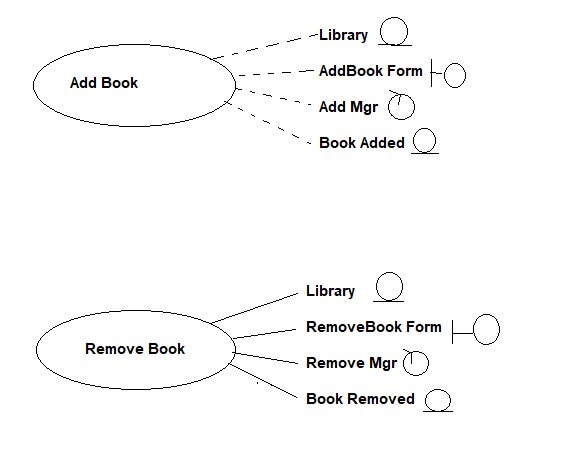 Library
AddBook Form
Add Book
Add Mgr
Book Added
Library
RemoveBook Form
Remove Book
Remove Mgr
Book Removed